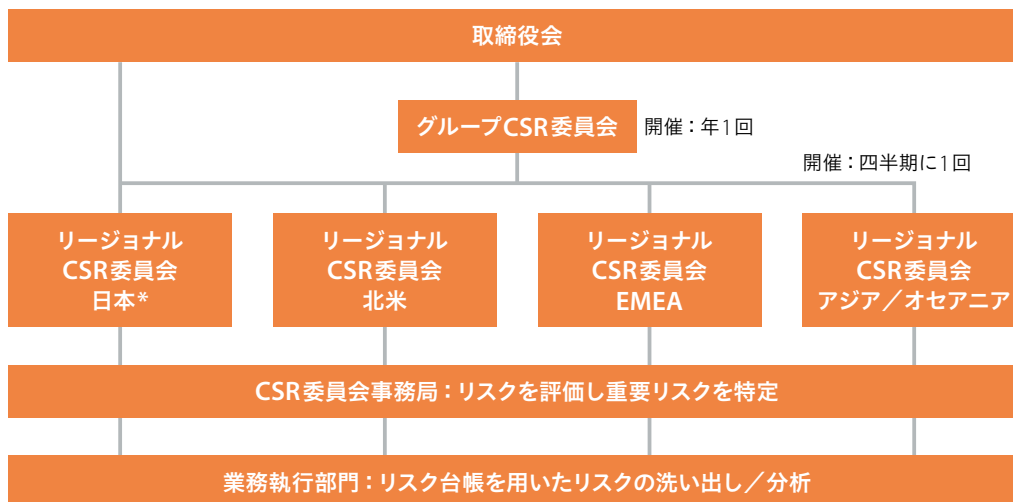 取締役会
グループCSR委員会
開催：年1回
開催：四半期に1回
リージョナル
CSR委員会
日本*
リージョナル
CSR委員会
北米
リージョナル
CSR委員会
EMEA
リージョナル
CSR委員会
アジア／オセアニア
CSR委員会事務局：リスクを評価し重要リスクを特定
業務執行部門：リスク台帳を用いたリスクの洗い出し／分析